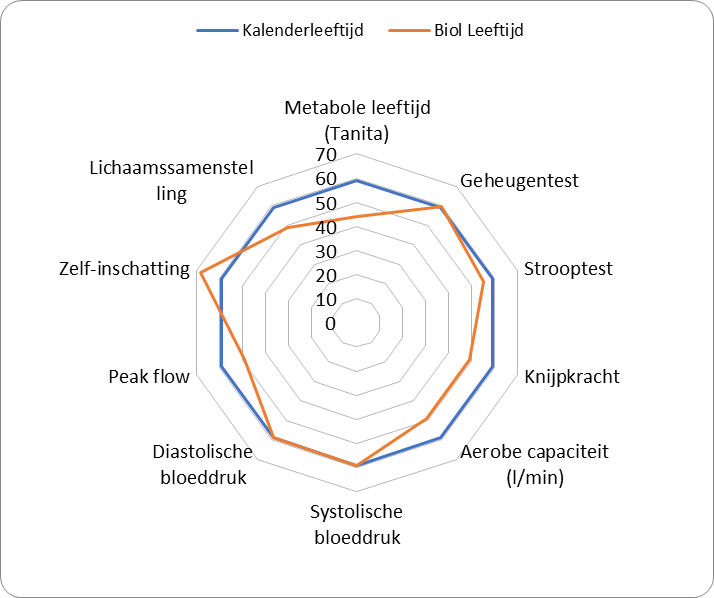 Kalenderleeftijd
Biol Leeftijd
Metabole leeftijd
(Tanita)
Geheugentest
Strooptest
Knijpkracht
Aerobe capaciteit
(l/min)
Systolische
bloeddruk
Diastolische
bloeddruk
Peak flow
Zelf-inschatting
Lichaamssamenstel
ling
70
60
50
40
30
20
10
0